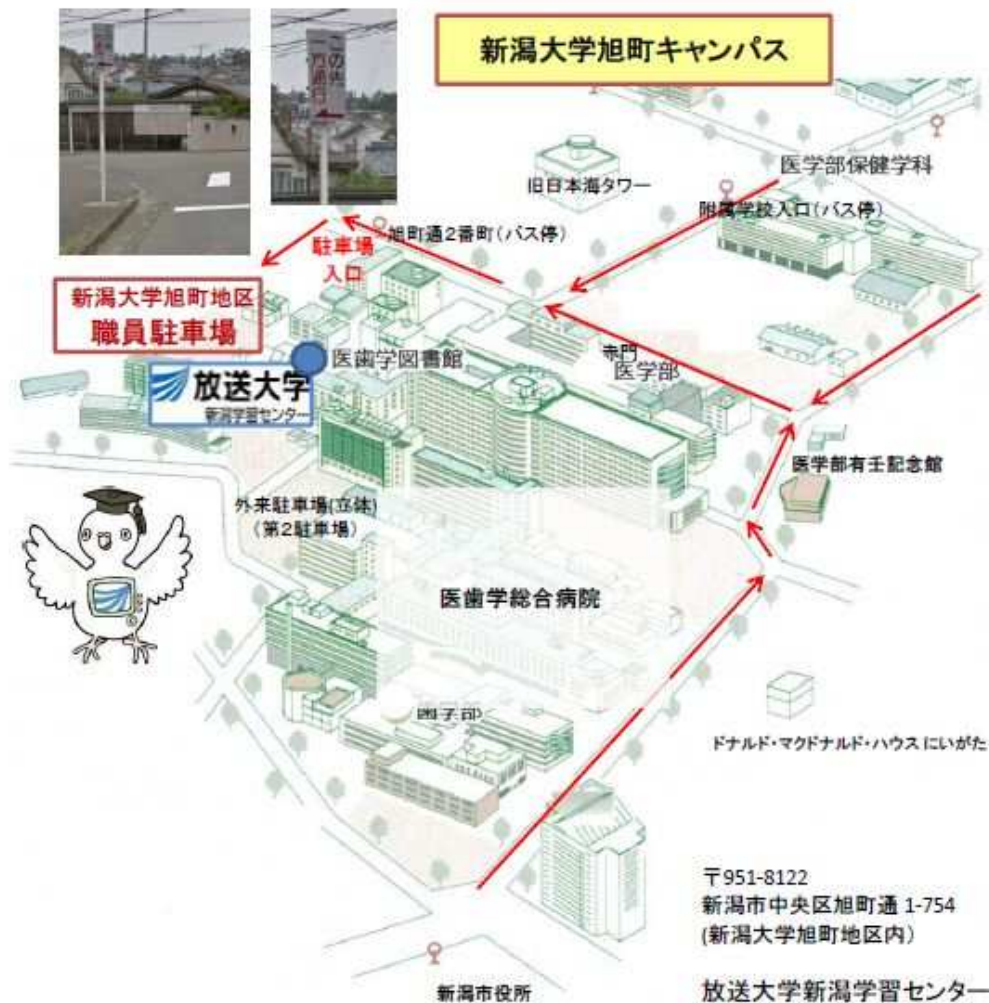 新潟大学旭町キャンパス
この先
一方通行
旧日本海タワー
医学部保健学科
附属学校入口(バス停)
旭町通2番町(バス停)
駐車場
入口
新潟大学旭町地区
職員駐車場
放送大学
新潟学習センター
医歯学図書館
赤門
医学部
医学部有壬記念館
外来駐車場(立体)
(第2駐車場)
医歯学総合病院
ドナルド・マクドナルド・ハウス にいがた
〒951-8122
新潟市中央区旭町通 1-754
(新潟大学旭町地区内)
新潟市役所
放送大学新潟学習センター